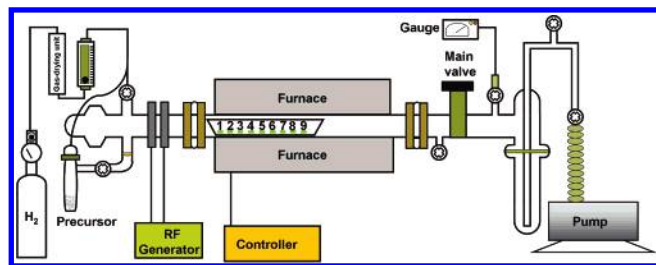 Gas-drying unit
Gauge
Main
valve
Furnace
1 2 3 4 5 6 7 8 9
Furnace
H2
Precursor
RF
Generator
Controller
Pump